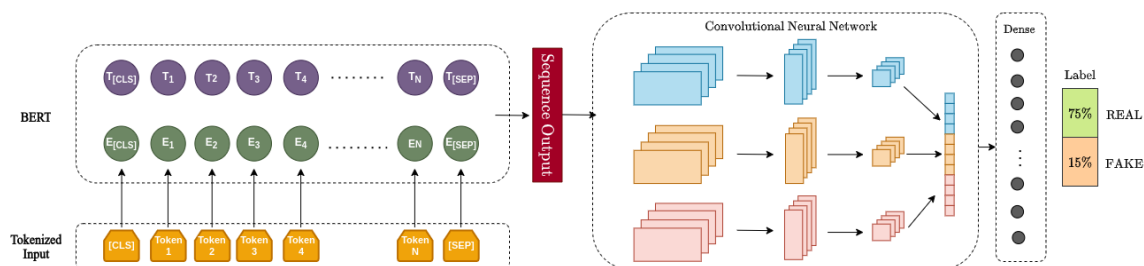 Convolutional Neural Network
Dense
T[CLS] T1 T2 T3 T4 ........ TN T[SEP]
Label
BERT
Sequence Output
75% REAL
E[CLS] E1 E2 E3 E4 ........ EN E[SEP]
15% FAKE
Tokenized
Input
[CLS]
Token
1
Token
2
Token
3
Token
4
Token
N
[SEP]